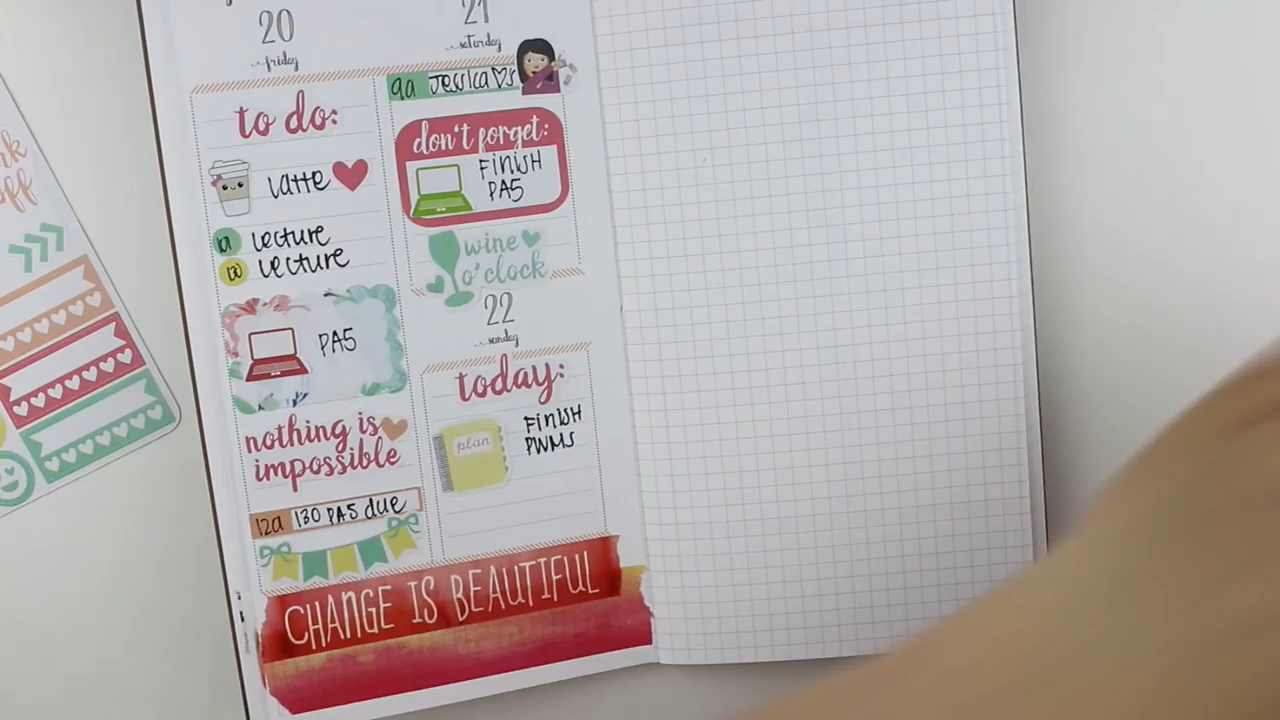 20
friday
to do:
latte
101 lecture
130 lecture
PA5
nothing is
impossible
12a 130 PA5 due
21
saturday
9a Jessica's
don't forget:
FINISH
PA5
wine
o'clock
22
sunday
today:
plan
FINISH
PWMS
CHANGE IS BEAUTIFUL